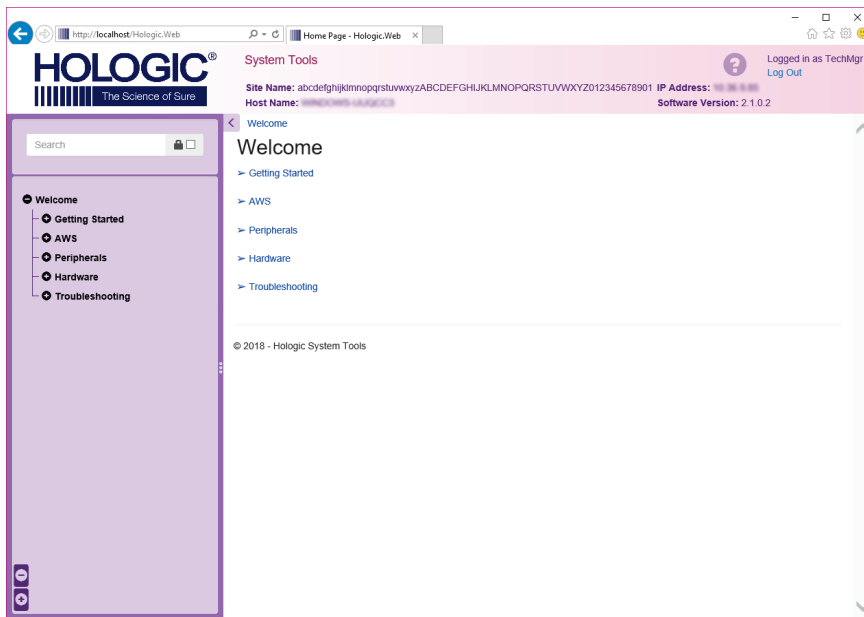 http://localhost/Hologic.Web
Home Page - Hologic.Web
HOLOGIC®
The Science of Sure
System Tools
Logged in as TechMgr
Log Out
Site Name: abcdefghijklmnopqrstuvwxyzABCDEFGHIJKLMNOPQRSTUVWXYZ012345678901 IP Address:
Host Name: Software Version: 2.1.0.2
Welcome
Search
Welcome
Getting Started
AWS
Peripherals
Hardware
Troubleshooting
Welcome
➢ Getting Started
➢ AWS
➢ Peripherals
➢ Hardware
➢ Troubleshooting
© 2018 - Hologic System Tools